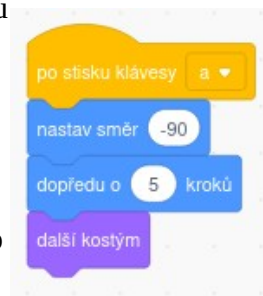 u
po stisku klávesy a
nastav směr -90
dopředu o 5 kroků
další kostým